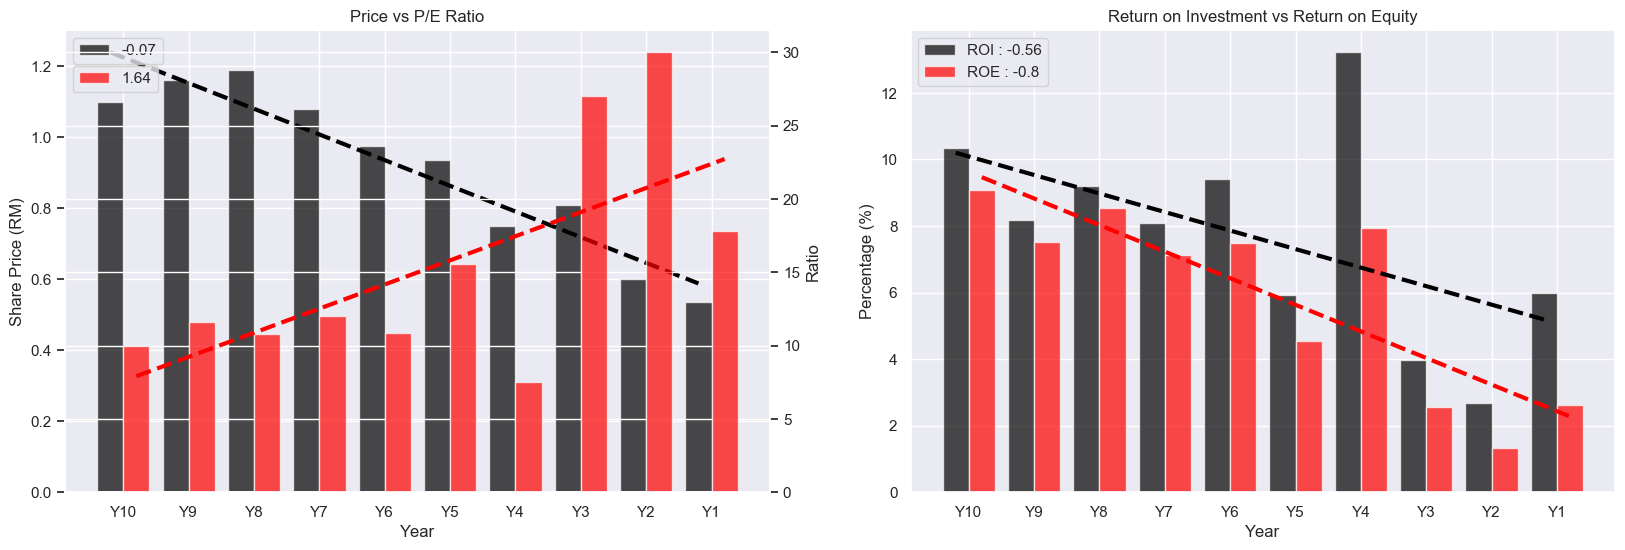 Price vs P/E Ratio
-0.07
1.64
Share Price (RM)
1.2
1.0
0.8
0.6
0.4
0.2
0.0
30
25
20
15
10
5
0
Ratio
Y10 Y9 Y8 Y7 Y6 Y5 Y4 Y3 Y2 Y1
Year
Return on Investment vs Return on Equity
ROI : -0.56
ROE : -0.8
Percentage (%)
12
10
8
6
4
2
0
Y10 Y9 Y8 Y7 Y6 Y5 Y4 Y3 Y2 Y1
Year